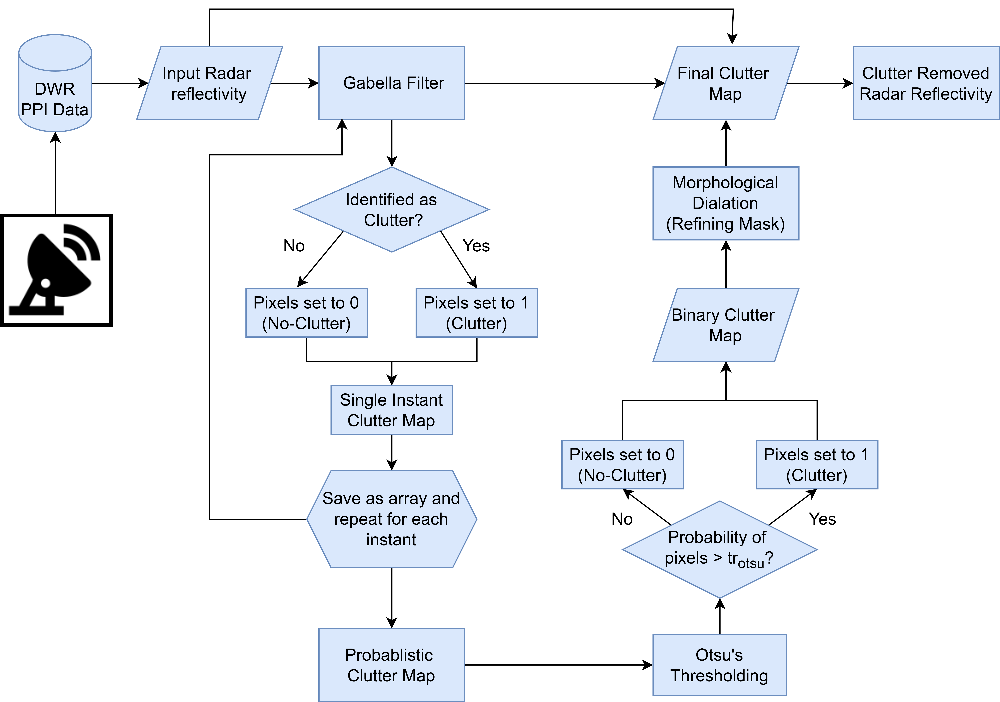 DWR
PPI Data
Input Radar
reflectivity
Gabella Filter
Final Clutter
Map
Clutter Removed
Radar Reflectivity
Identified as
Clutter?
No
Yes
Pixels set to 0
(No-Clutter)
Pixels set to 1
(Clutter)
Single Instant
Clutter Map
Save as array and
repeat for each
instant
Probablistic
Clutter Map
Otsu's
Thresholding
Probability of
pixels > trotsu?
No
Yes
Pixels set to 0
(No-Clutter)
Pixels set to 1
(Clutter)
Binary Clutter
Map
Morphological
Dialation
(Refining Mask)